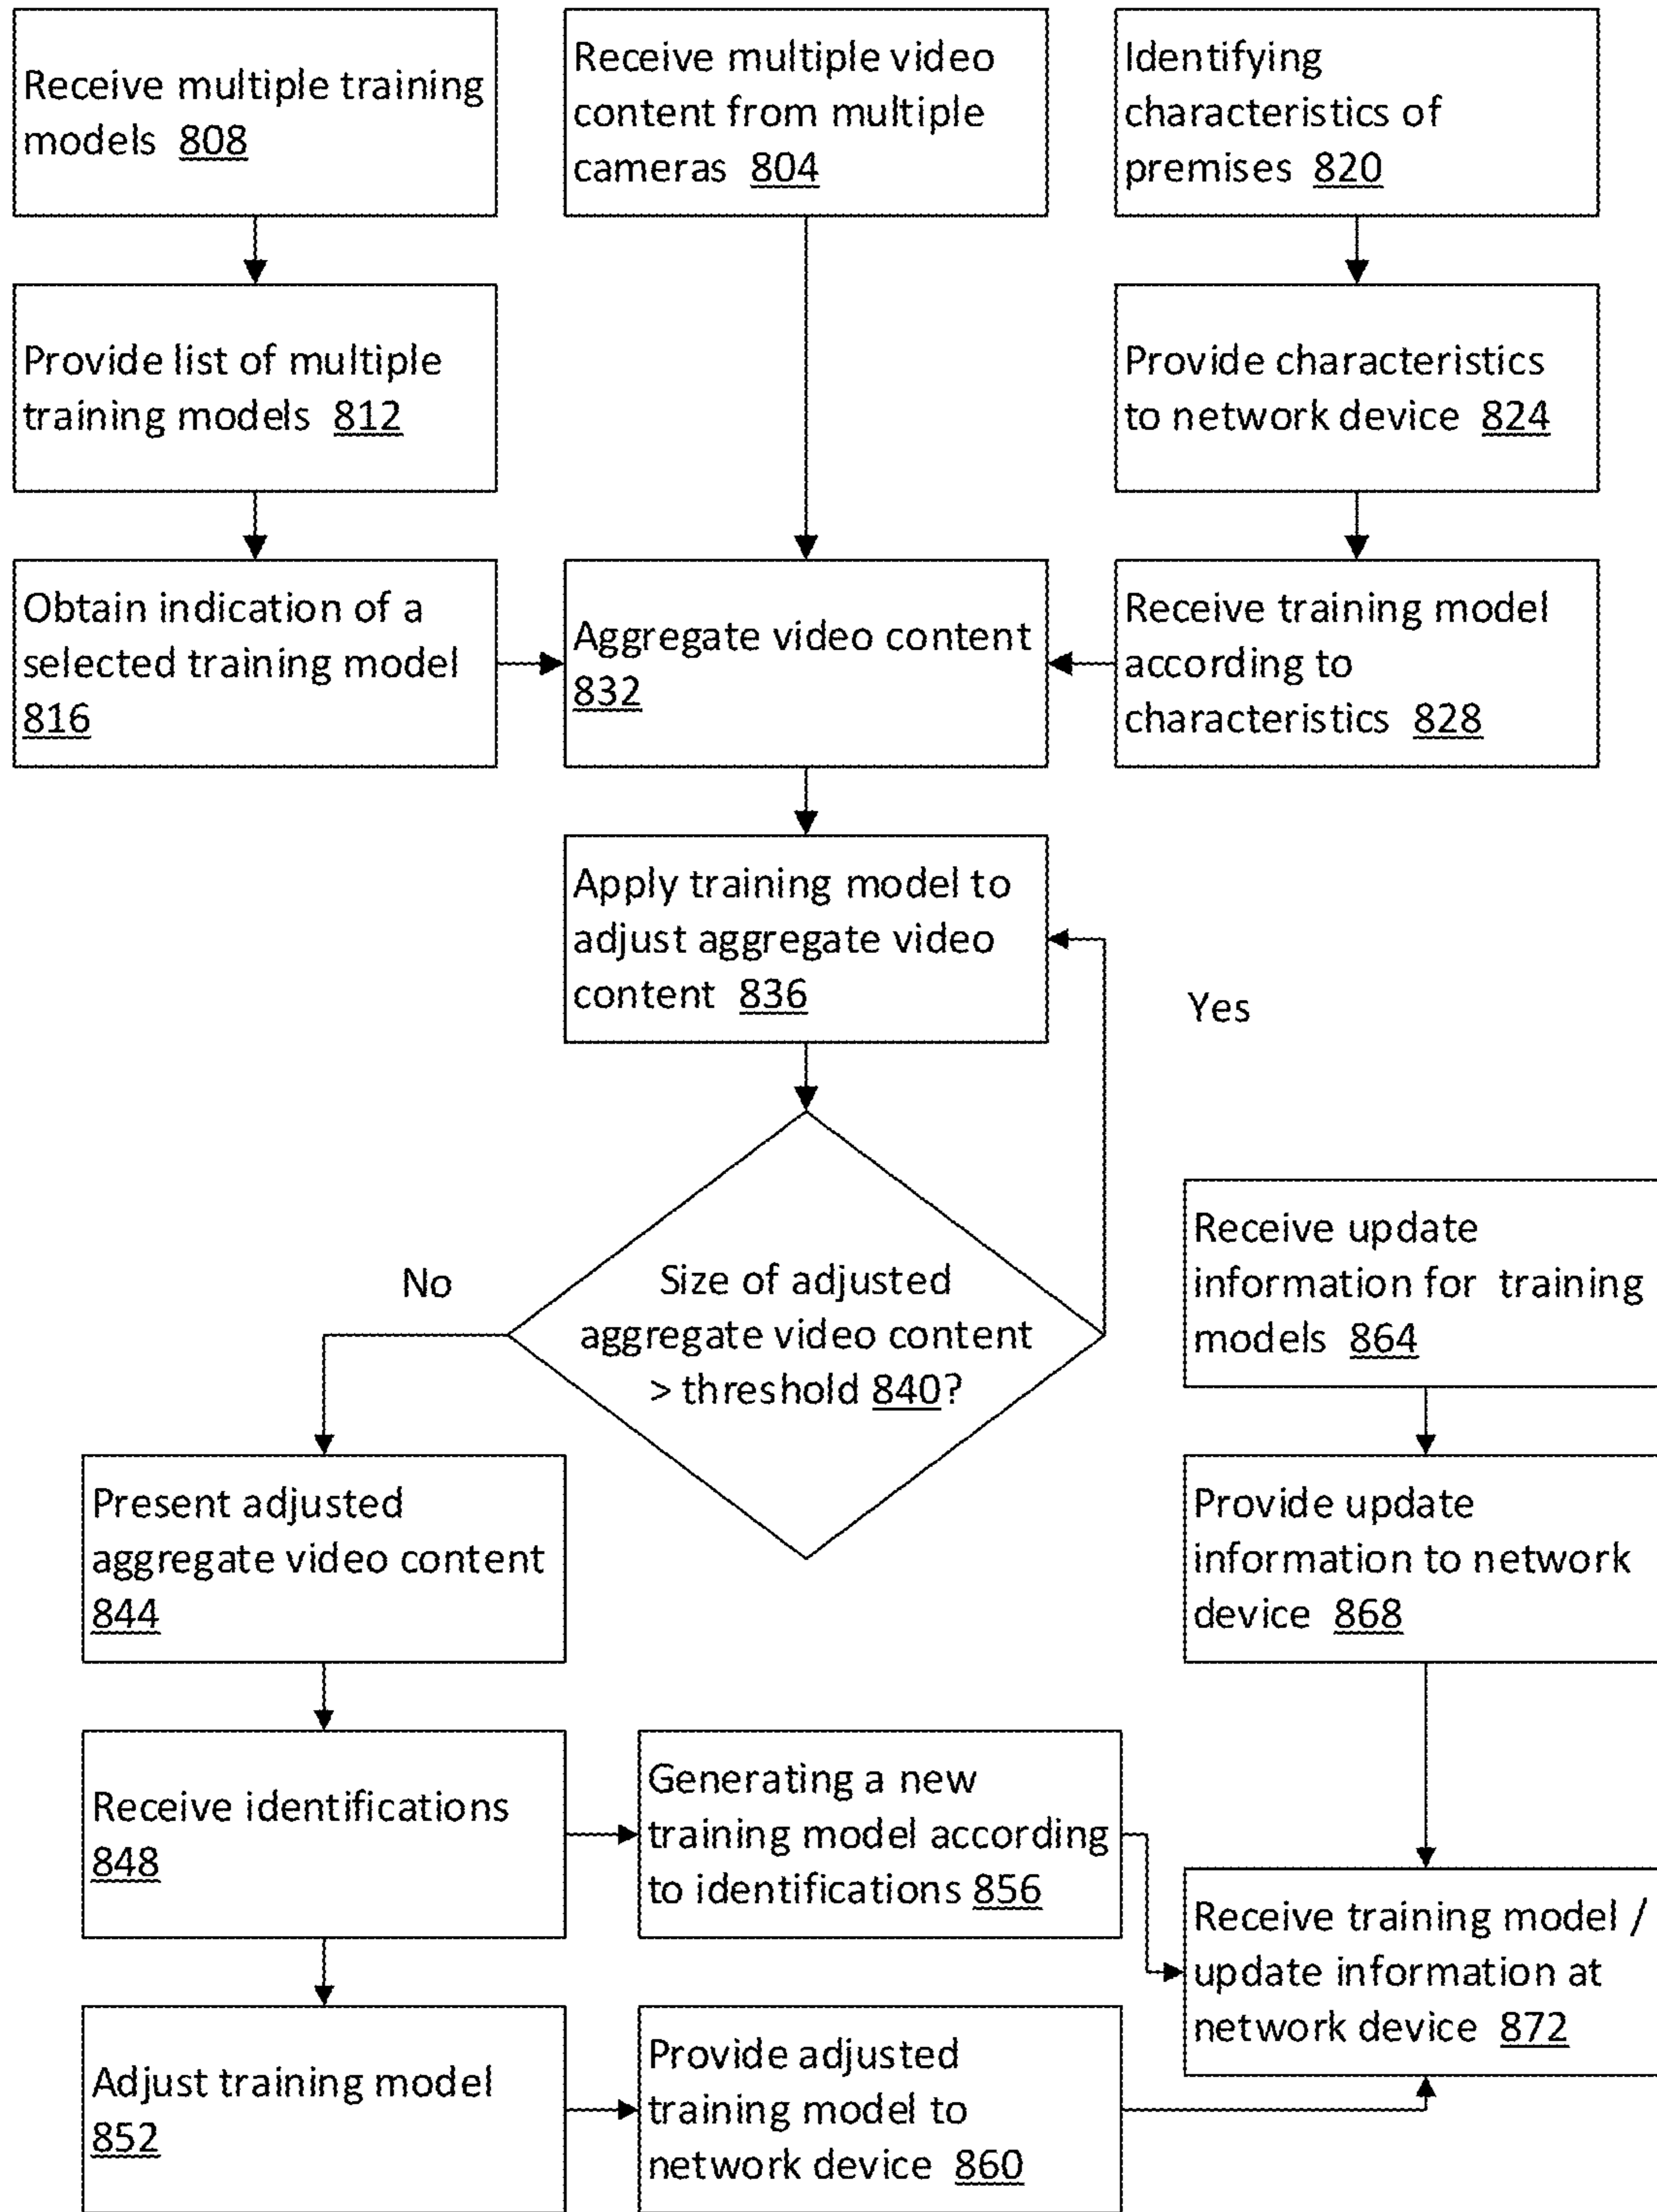 Receive multiple training
models 808
Receive multiple video
content from multiple
cameras 804
Identifying
characteristics of
premises 820
Provide list of multiple
training models 812
Provide characteristics
to network device 824
Obtain indication of a
selected training model
816
Aggregate video content
832
Receive training model
according to
characteristics 828
Apply training model to
adjust aggregate video
content 836
Yes
No
Size of adjusted
aggregate video content
> threshold 840?
Receive update
information for training
models 864
Present adjusted
aggregate video content
844
Provide update
information to network
device 868
Receive identifications
848
Generating a new
training model according
to identifications 856
Receive training model /
update information at
network device 872
Adjust training model
852
Provide adjusted
training model to
network device 860